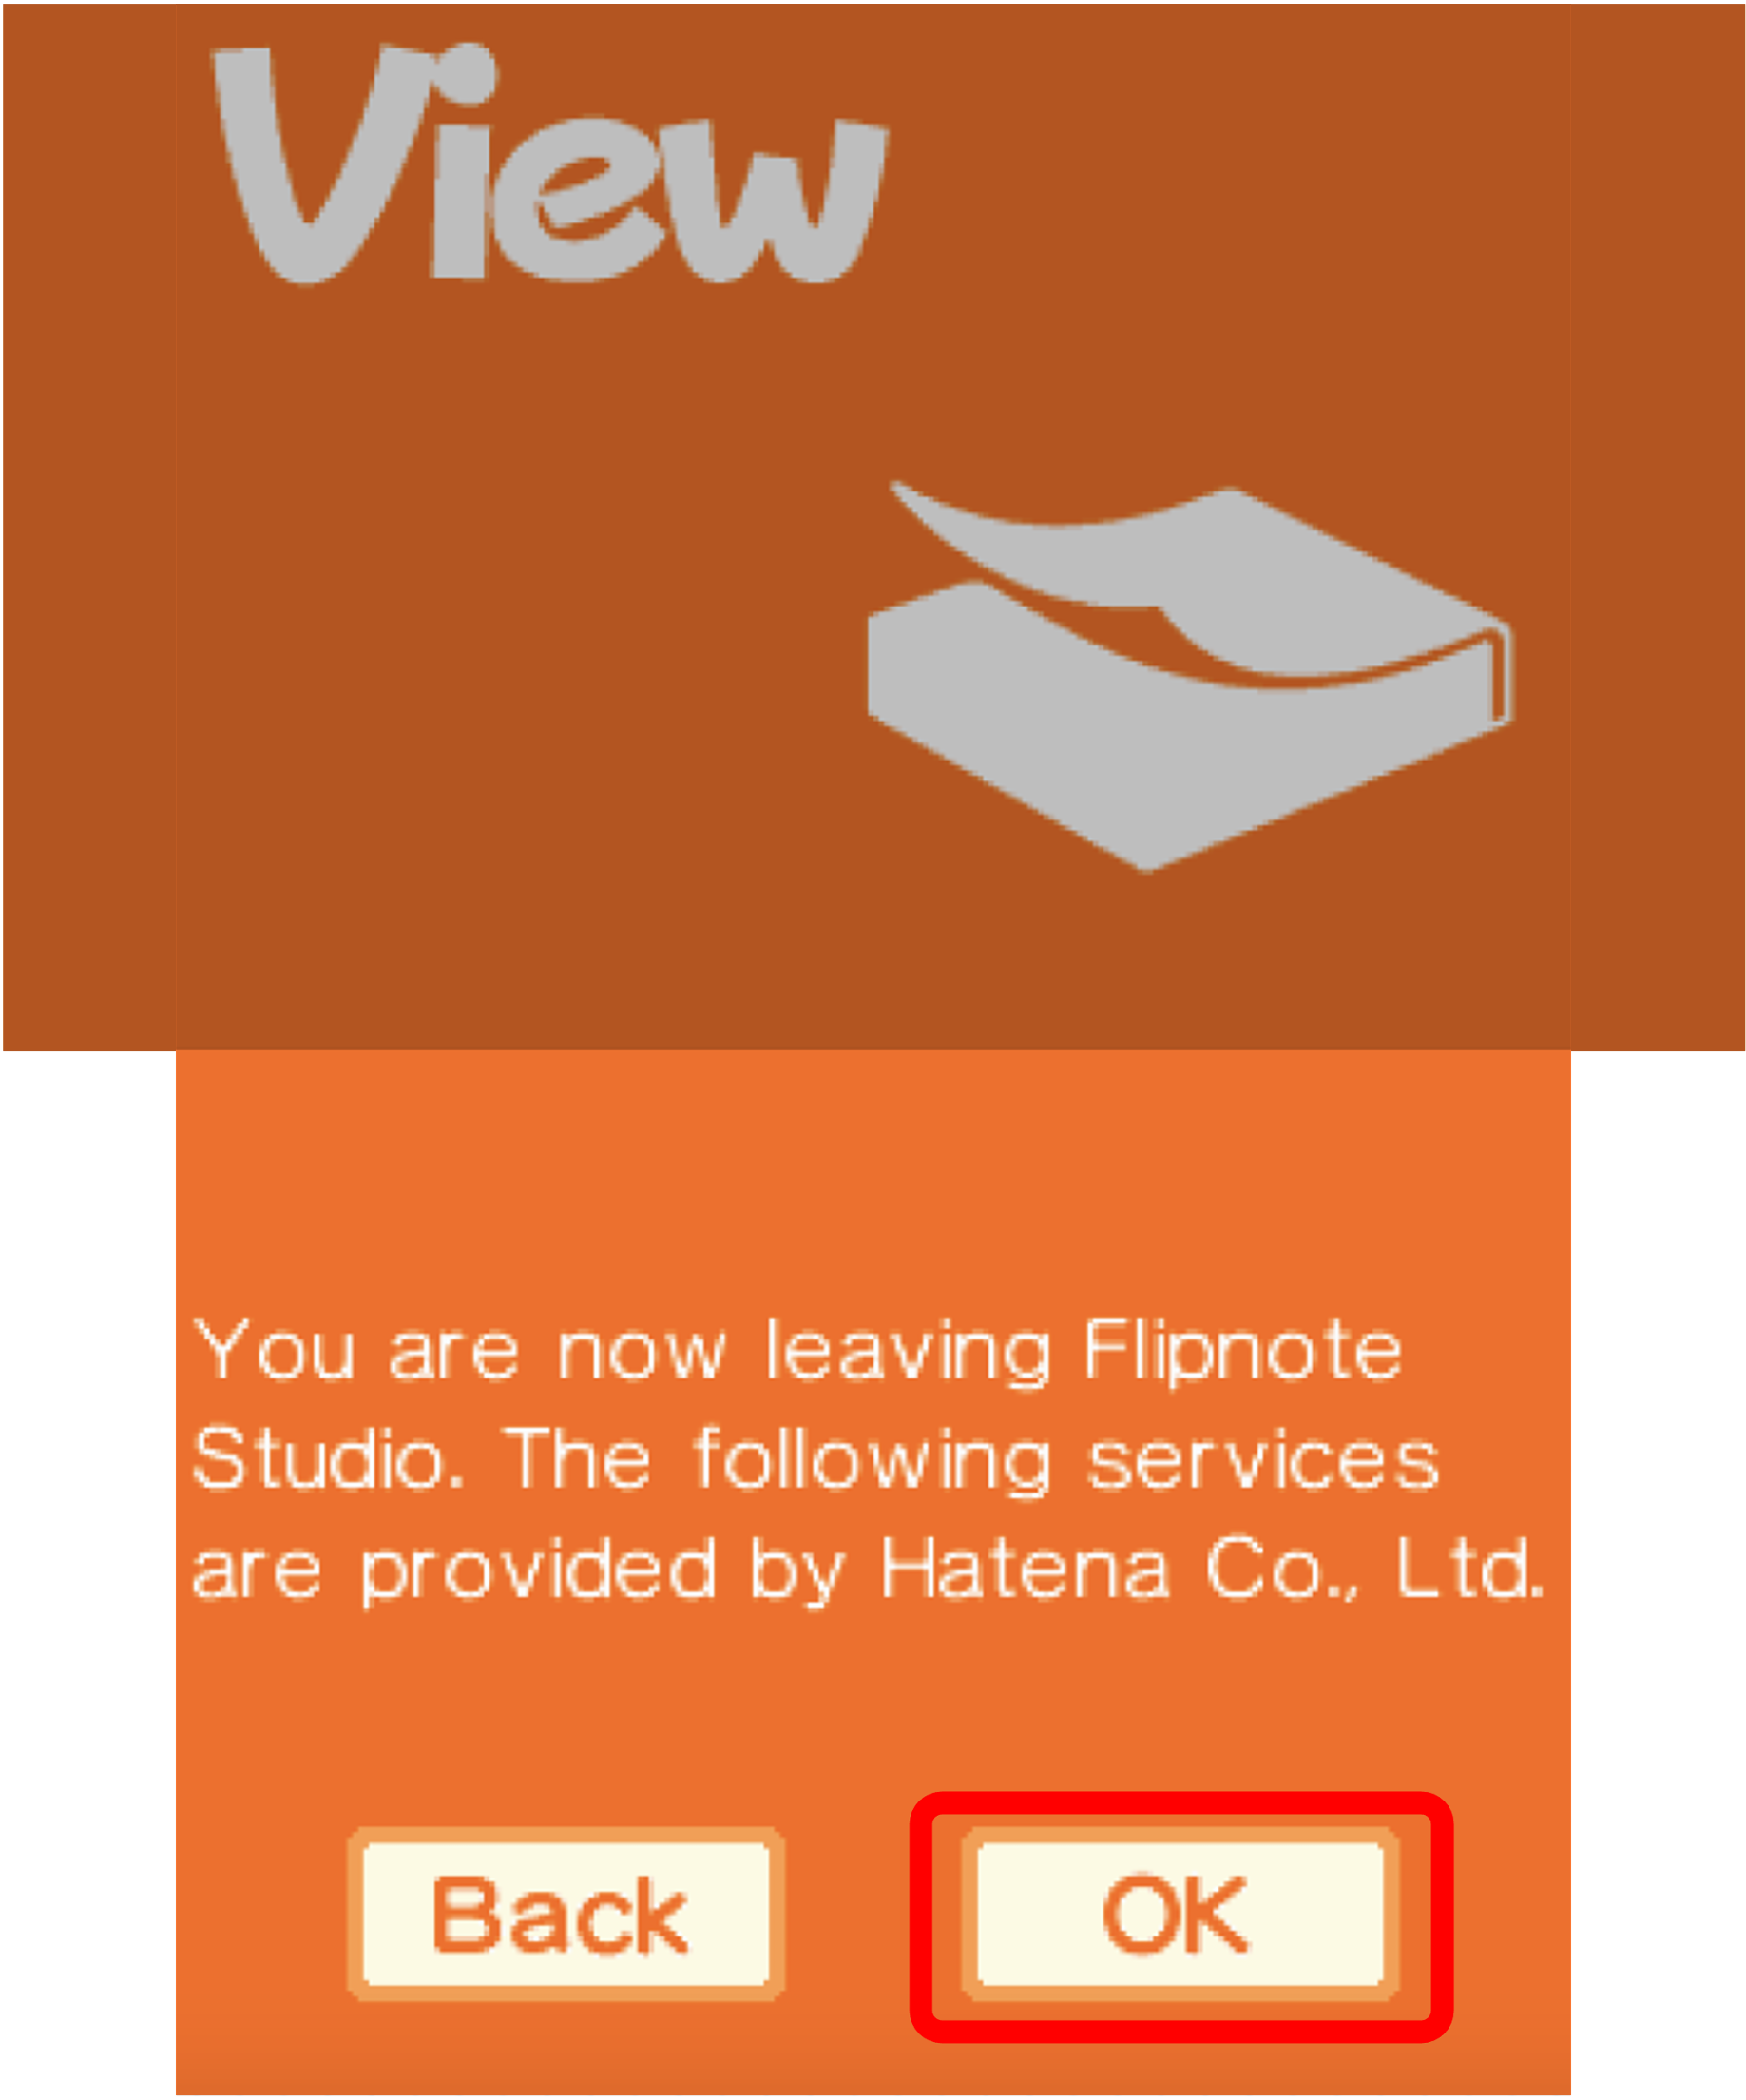 View
You are now leaving Flipnote
Studio. The following services
are provided by Hatena Co., Ltd.
Back
OK